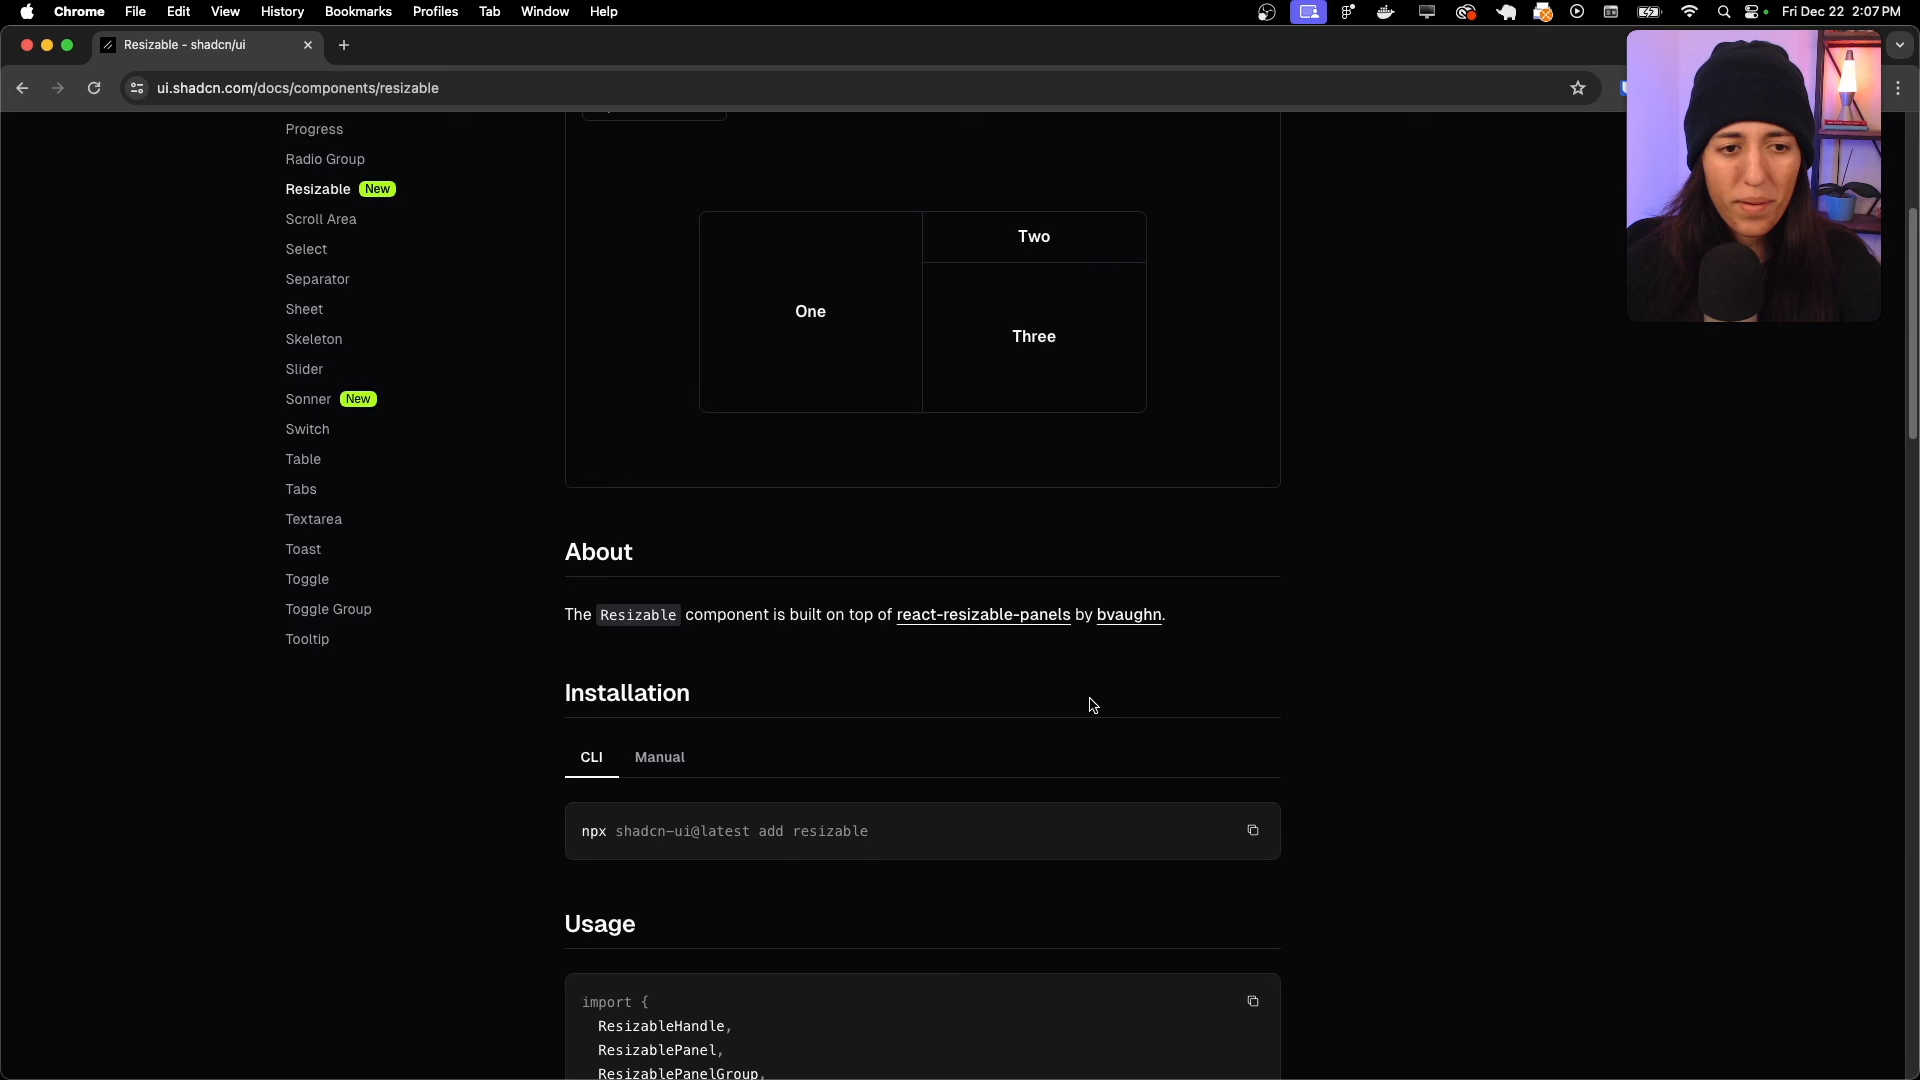 Chrome File Edit View History Bookmarks Profiles Tab Window Help Fri Dec 22 2:07 PM
Resizable - shadcn/ui
ui.shadcn.com/docs/components/resizable
Progress
Radio Group
Resizable New
Scroll Area
Select
Separator
Sheet
Skeleton
Slider
Sonner New
Switch
Table
Tabs
Textarea
Toast
Toggle
Toggle Group
Tooltip
One
Two
Three
About
The Resizable component is built on top of react-resizable-panels by bvaughn.
Installation
CLI Manual
npx shadcn-ui@latest add resizable
Usage
import {
ResizableHandle,
ResizablePanel,
ResizablePanelGroup,